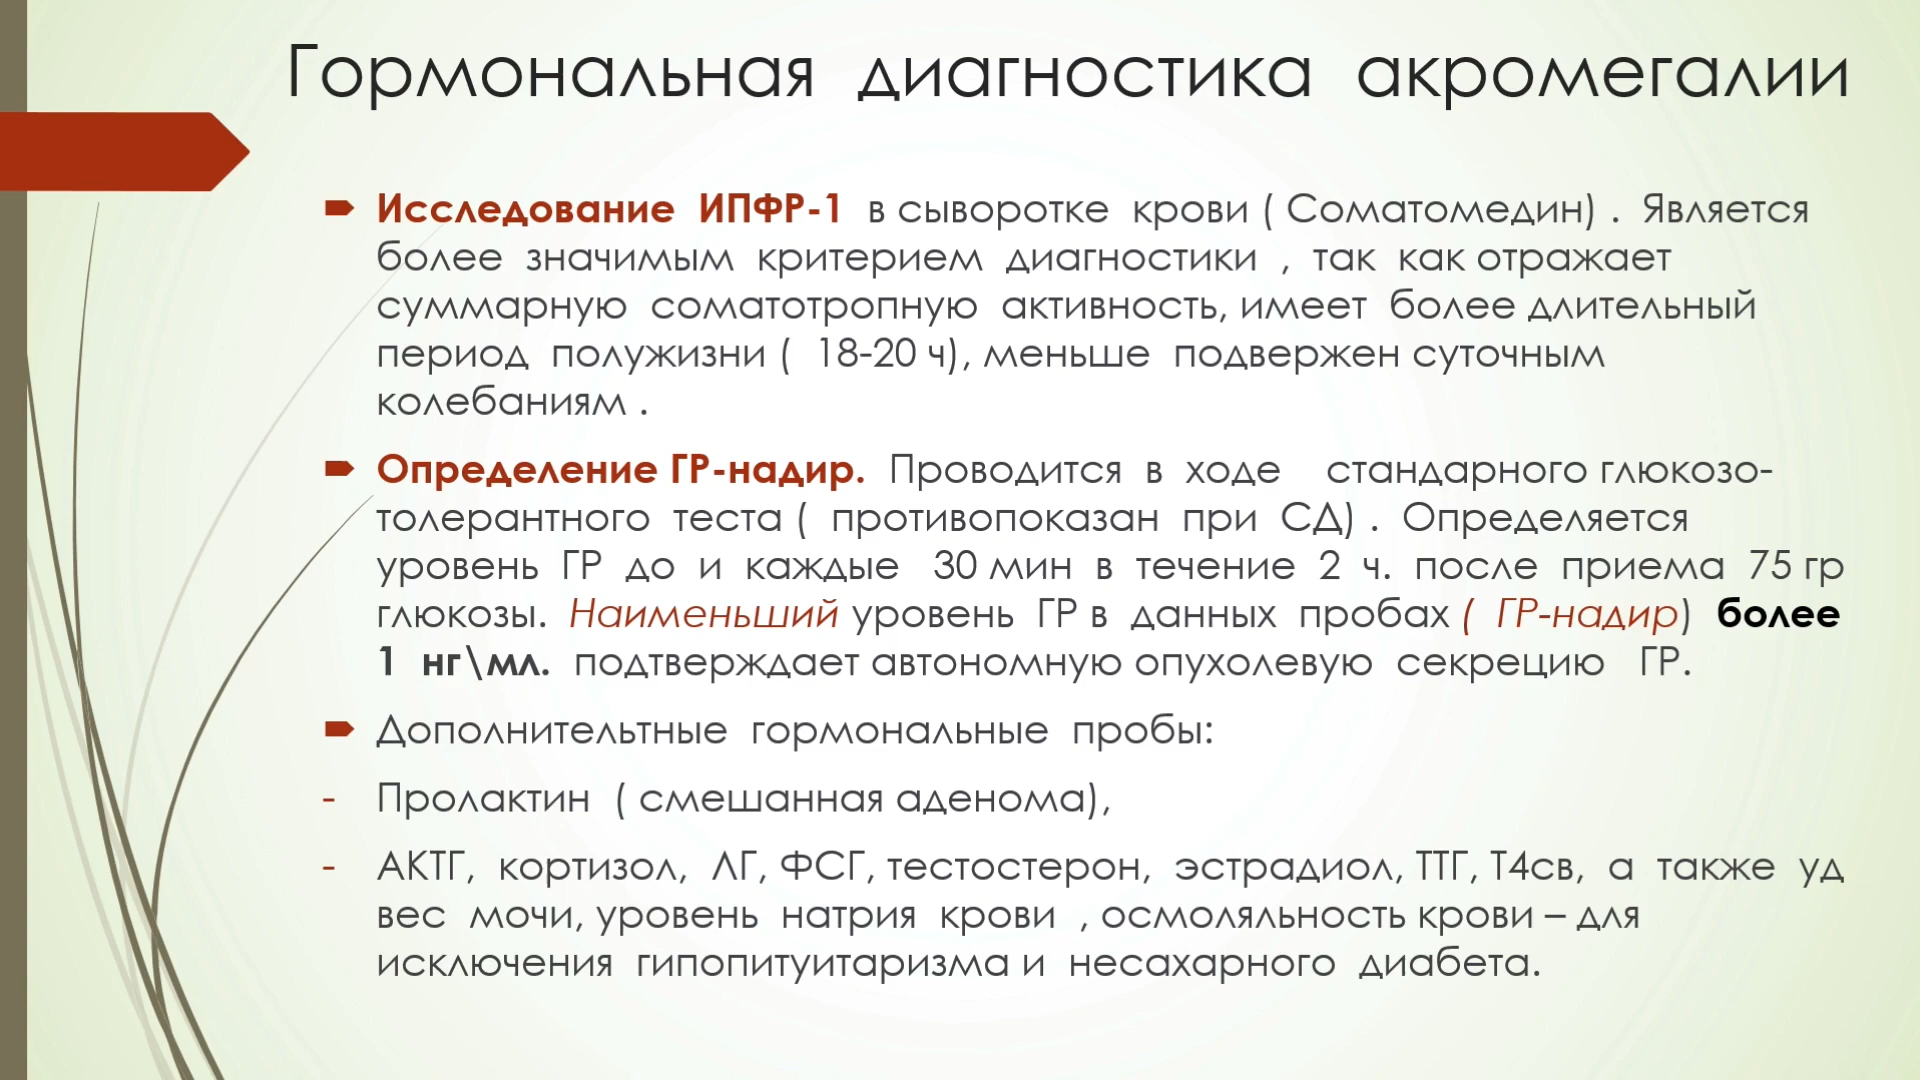 Гормональная диагностика акромегалии
Исследование ИПФР-1 в сыворотке крови ( Соматомедин) . Является
более значимым критерием диагностики , так как отражает
суммарную соматотропную активность, имеет более длительный
период полужизни ( 18-20 ч), меньше подвержен суточным
колебаниям .
Определение ГР-надир. Проводится в ходе стандарного глюкозо-
толерантного теста ( противопоказан при СД) . Определяется
уровень ГР до и каждые 30 мин в течение 2 ч. после приема 75 гр
глюкозы. Наименьший уровень ГР в данных пробах ( ГР-надир) более
1 нг\мл. подтверждает автономную опухолевую секрецию ГР.
Дополнительтные гормональные пробы:
- Пролактин ( смешанная аденома),
- АКТГ, кортизол, ЛГ, ФСГ, тестостерон, эстрадиол, ТТГ, Т4св, а также уд
вес мочи, уровень натрия крови , осмоляльность крови – для
исключения гипопитуитаризма и несахарного диабета.